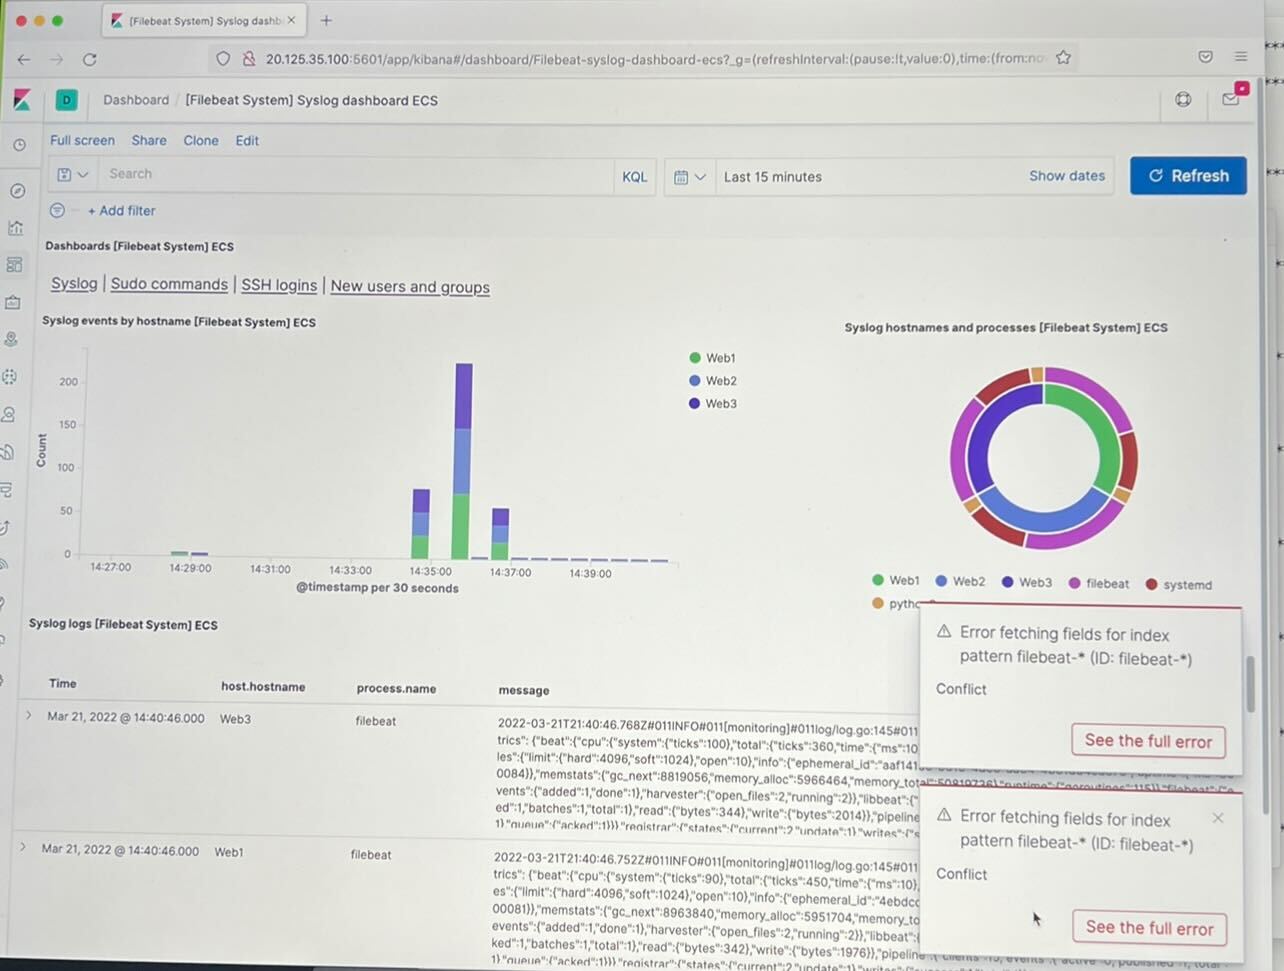 [Filebeat System] Syslog dashb
20.125.35.100:5601/app/kibana#/dashboard/Filebeat-syslog-dashboard-ecs?_g=(refreshInterval:(pause:!t,value:0),time:(from:no
D
Dashboard / [Filebeat System] Syslog dashboard ECS
Full screen Share Clone Edit
Search KQL Last 15 minutes Show dates Refresh
+ Add filter
Dashboards [Filebeat System] ECS
Syslog | Sudo commands | SSH logins | New users and groups
Syslog events by hostname [Filebeat System] ECS
Count
200
150
100
50
0
14:27:00 14:29:00 14:31:00 14:33:00 14:35:00 14:37:00 14:39:00
@timestamp per 30 seconds
Web1
Web2
Web3
Syslog hostnames and processes [Filebeat System] ECS
Web1 Web2 Web3 filebeat systemd
pytho
Syslog logs [Filebeat System] ECS
Time host.hostname process.name message
Mar 21, 2022 @ 14:40:46.000 Web3 filebeat
2022-03-21T21:40:46.768Z#011INFO#011[monitoring]#011log/log.go:145#011
trics": {"beat":{"cpu":{"system":{"ticks":100},"total":{"ticks":360,"time":{"ms":10
les":{"limit":{"hard":4096,"soft":1024},"open":10},"info":{"ephemeral_id":"aaf141
0084}},"memstats":{"gc_next":8819056,"memory_alloc":5966464,"memory_total":50819736},"runtime":{"goroutines":115}},"filebeat":{"e
vents":{"added":1,"done":1},"harvester":{"open_files":2,"running":2}},"libbeat":{"
ed":1,"batches":1,"total":1},"read":{"bytes":344},"write":{"bytes":2014}},"pipeline
1},"queue":{"acked":1}}},"registrar":{"states":{"current":2,"update":1},"writes":{"s
Mar 21, 2022 @ 14:40:46.000 Web1 filebeat
2022-03-21T21:40:46.752Z#011INFO#011[monitoring]#011log/log.go:145#011
trics": {"beat":{"cpu":{"system":{"ticks":90},"total":{"ticks":450,"time":{"ms":10},
es":{"limit":{"hard":4096,"soft":1024},"open":10},"info":{"ephemeral_id":"4ebdcc
00081}},"memstats":{"gc_next":8963840,"memory_alloc":5951704,"memory_to
events":{"added":1,"done":1},"harvester":{"open_files":2,"running":2}},"libbeat":{
ked":1,"batches":1,"total":1},"read":{"bytes":342},"write":{"bytes":1976}},"pipeline
1},"queue":{"acked":1}}},"registrar":{"states":{"current":2,"update":1},"writes":
Error fetching fields for index
pattern filebeat-* (ID: filebeat-*)
Conflict
See the full error
Error fetching fields for index
pattern filebeat-* (ID: filebeat-*)
Conflict
See the full error